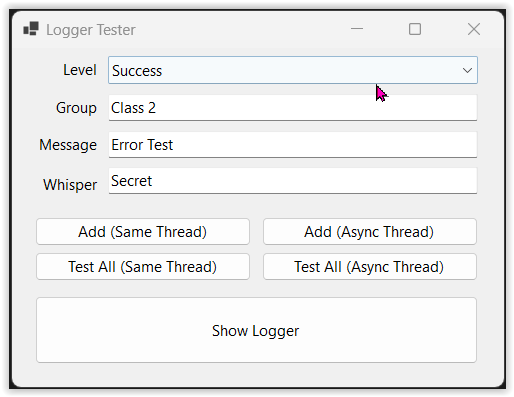 Logger Tester
Level Success
Group Class 2
Message Error Test
Whisper Secret
Add (Same Thread) Add (Async Thread)
Test All (Same Thread) Test All (Async Thread)
Show Logger